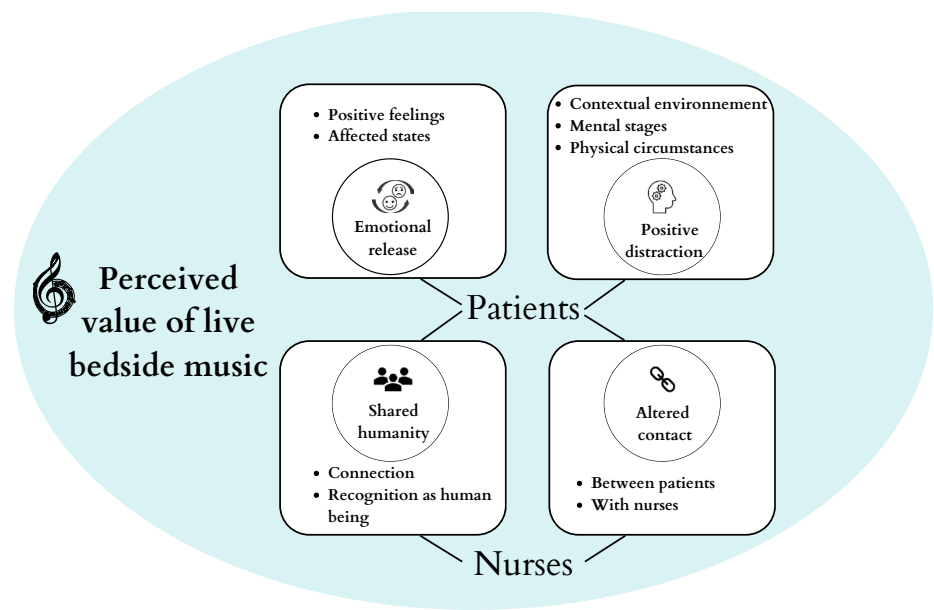 Perceived
value of live
bedside music
• Positive feelings
• Affected states
Emotional
release
• Contextual environnement
• Mental stages
• Physical circumstances
Positive
distraction
Patients
Shared
humanity
• Connection
• Recognition as human
being
Altered
contact
• Between patients
• With nurses
Nurses